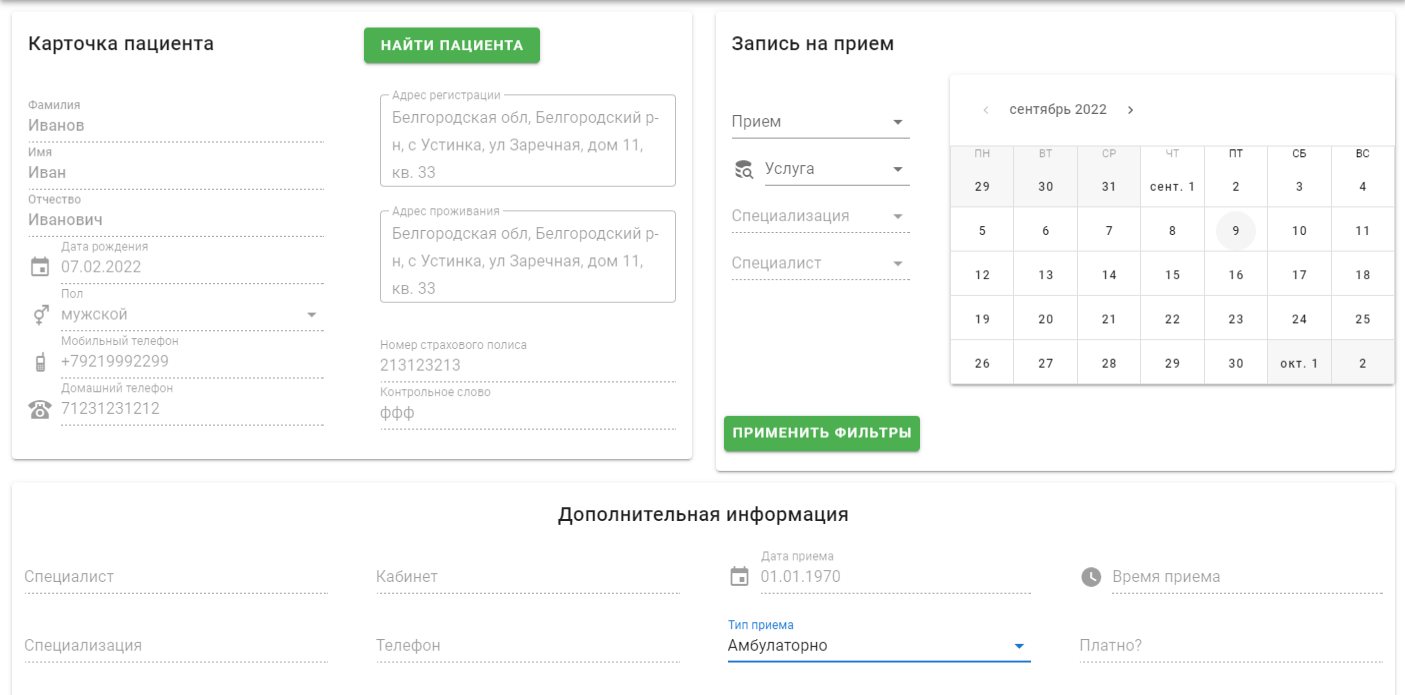 Карточка пациента
НАЙТИ ПАЦИЕНТА
Фамилия
Иванов
Имя
Иван
Отчество
Иванович
Дата рождения
07.02.2022
Пол
мужской
Мобильный телефон
+79219992299
Домашний телефон
71231231212
Адрес регистрации
Белгородская обл, Белгородский р-
н, с Устинка, ул Заречная, дом 11,
кв. 33
Адрес проживания
Белгородская обл, Белгородский р-
н, с Устинка, ул Заречная, дом 11,
кв. 33
Номер страхового полиса
213123213
Контрольное слово
ффф
Запись на прием
Прием
Услуга
Специализация
Специалист
сентябрь 2022
ПН ВТ СР ЧТ ПТ СБ ВС
29 30 31 сент. 1 2 3 4
5 6 7 8 9 10 11
12 13 14 15 16 17 18
19 20 21 22 23 24 25
26 27 28 29 30 окт. 1 2
ПРИМЕНИТЬ ФИЛЬТРЫ
Дополнительная информация
Специалист
Кабинет
Дата приема
01.01.1970
Время приема
Специализация
Телефон
Тип приема
Амбулаторно
Платно?